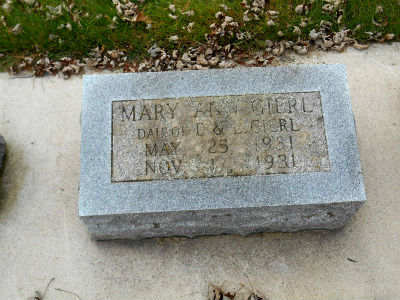 MARY ANN GIERL
DAU. OF D & L GIERL
MAY 25 1931
NOV. 1931